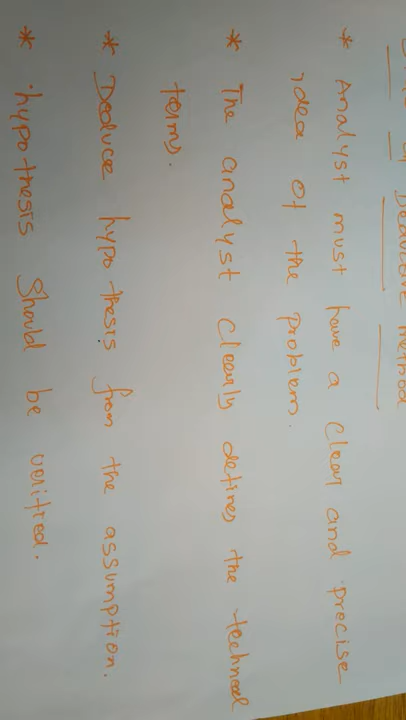 of Deductive method
* Analyst must have a clear and precise
idea of the problem.
* The analyst clearly defines the technical
terms.
* Deduce hypothesis from the assumption.
* hypothesis should be verified.